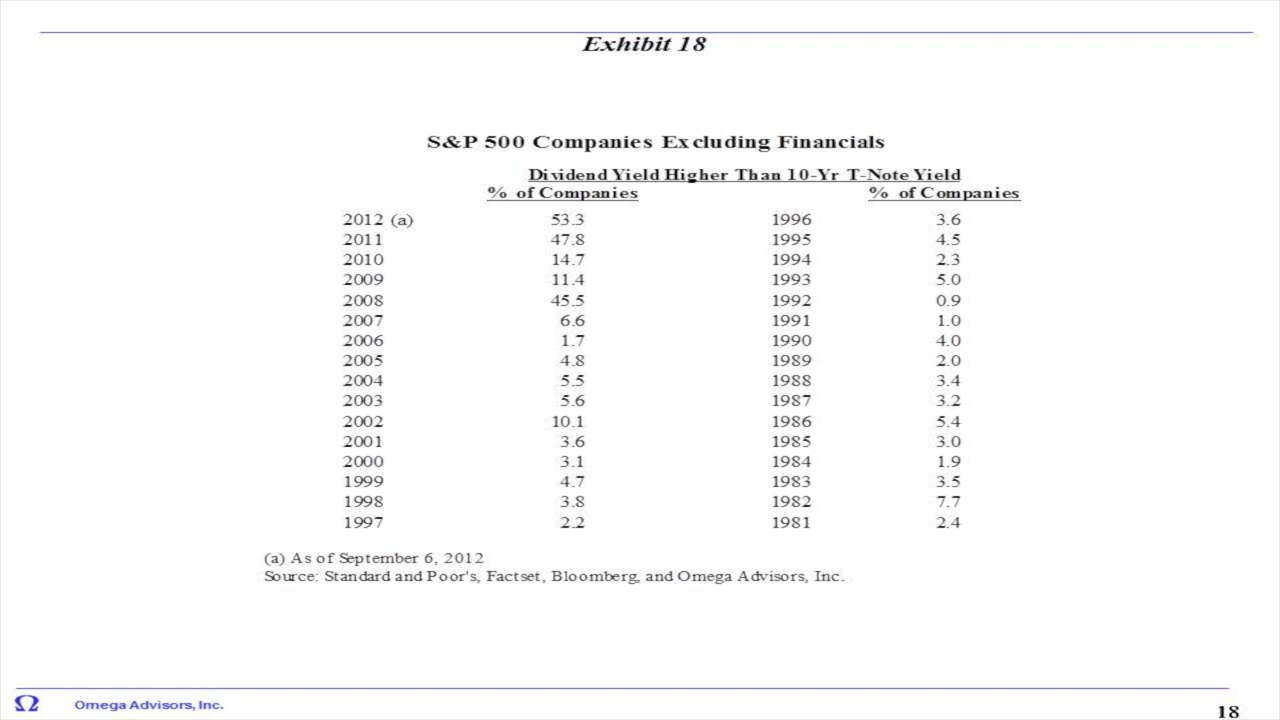 Exhibit 18
S&P 500 Companies Excluding Financials
Dividend Yield Higher Than 10-Yr T-Note Yield
% of Companies % of Companies
2012 (a) 53.3 1996 3.6
2011 47.8 1995 4.5
2010 14.7 1994 2.3
2009 11.4 1993 5.0
2008 45.5 1992 0.9
2007 6.6 1991 1.0
2006 1.7 1990 4.0
2005 4.8 1989 2.0
2004 5.5 1988 3.4
2003 5.6 1987 3.2
2002 10.1 1986 5.4
2001 3.6 1985 3.0
2000 3.1 1984 1.9
1999 4.7 1983 3.5
1998 3.8 1982 7.7
1997 2.2 1981 2.4
(a) As of September 6, 2012
Source: Standard and Poor's, Factset, Bloomberg, and Omega Advisors, Inc.
Ω Omega Advisors, Inc.
18